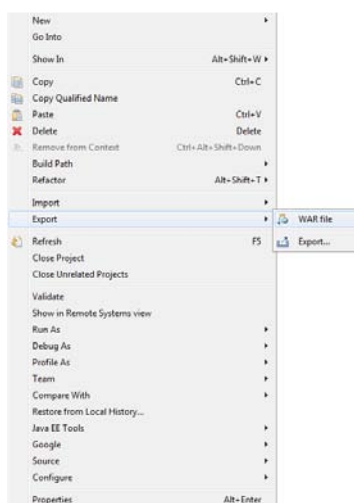 New
Go Into
Show In Alt+Shift+W
Copy Ctrl+C
Copy Qualified Name
Paste Ctrl+V
Delete Delete
Remove from Context Ctrl+Alt+Shift+Down
Build Path
Refactor Alt+Shift+T
Import
Export
WAR file
Export...
Refresh F5
Close Project
Close Unrelated Projects
Validate
Show in Remote Systems view
Run As
Debug As
Profile As
Team
Compare With
Restore from Local History...
Java EE Tools
Google
Source
Configure
Properties Alt+Enter